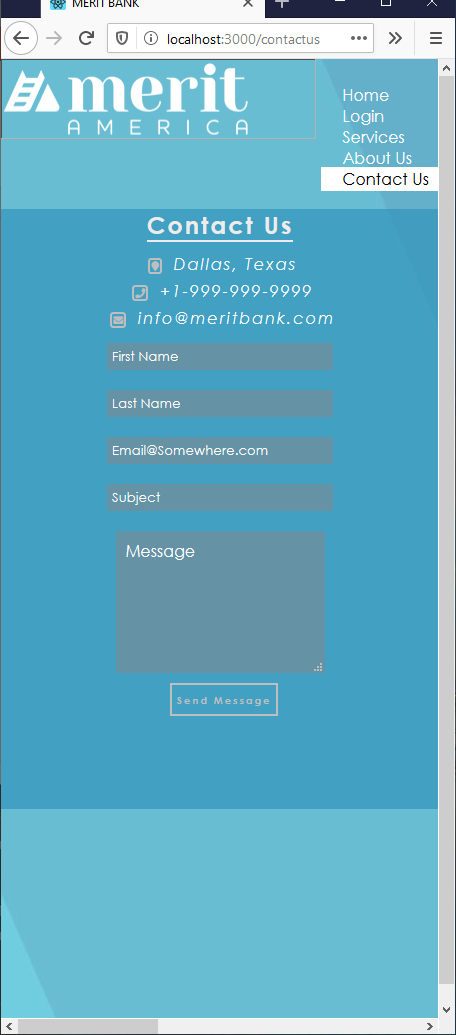 MERIT BANK
localhost:3000/contactus
merit
AMERICA
Home
Login
Services
About Us
Contact Us
Contact Us
Dallas, Texas
+1-999-999-9999
info@meritbank.com
First Name
Last Name
Email@Somewhere.com
Subject
Message
Send Message